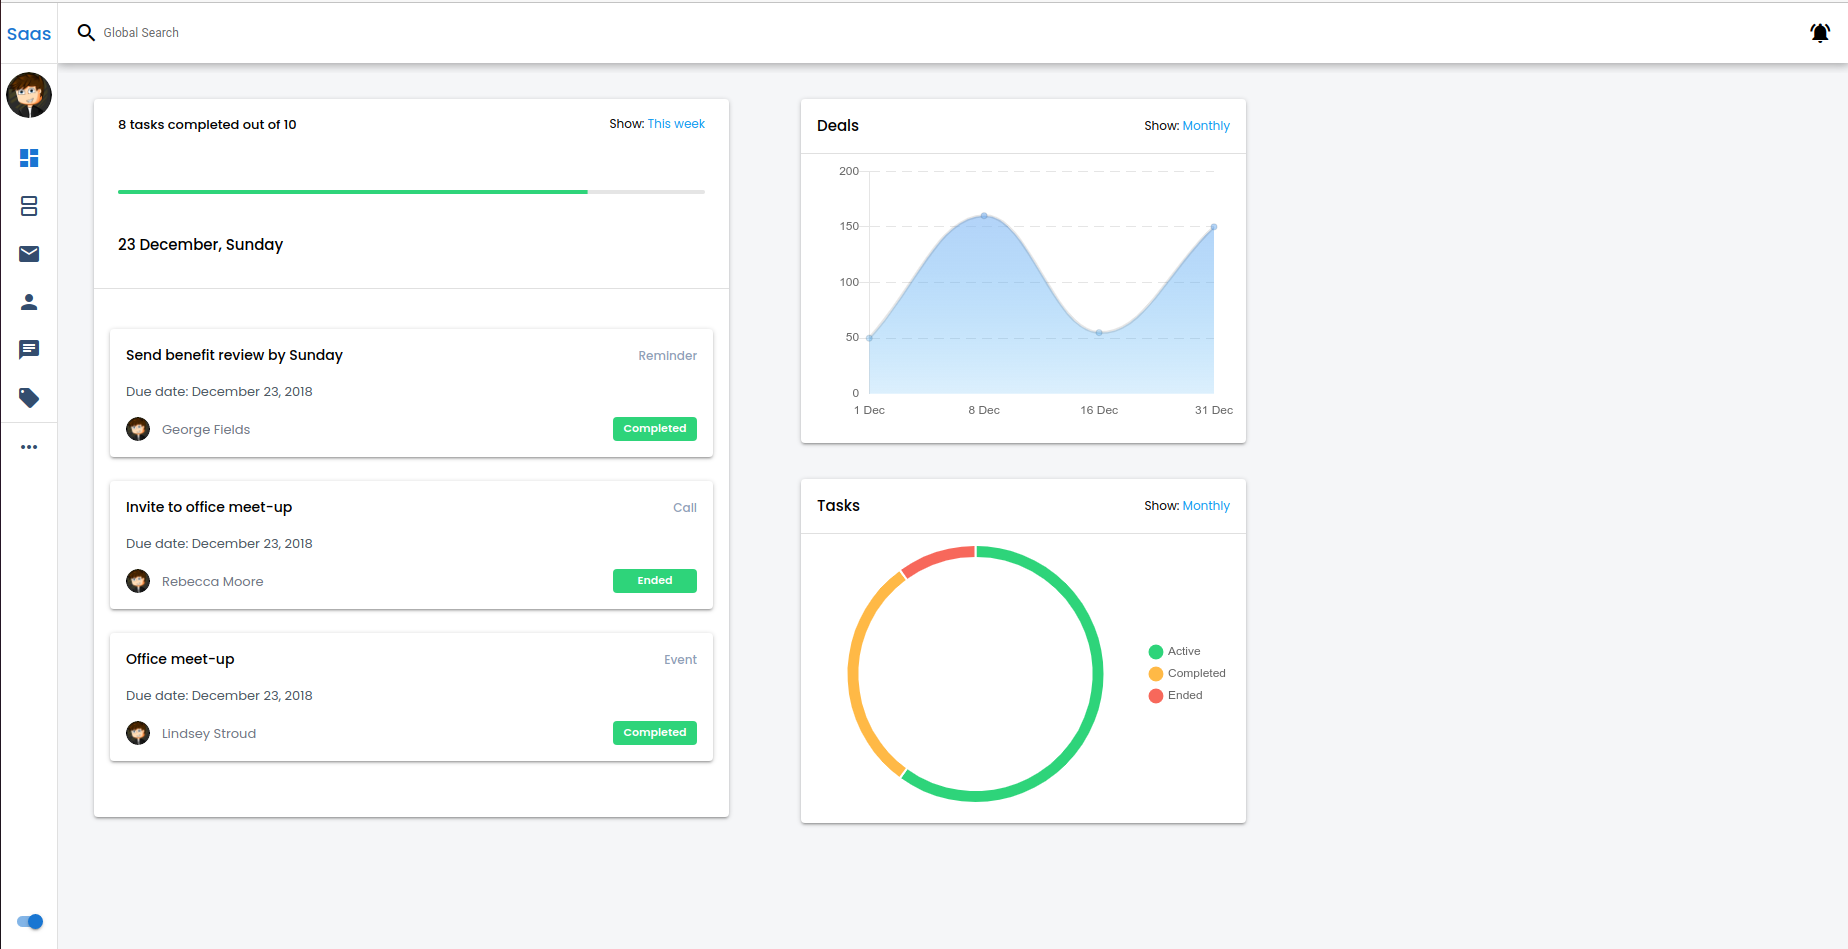 Saas
Global Search
8 tasks completed out of 10
Show: This week
23 December, Sunday
Send benefit review by Sunday
Reminder
Due date: December 23, 2018
George Fields
Completed
Invite to office meet-up
Call
Due date: December 23, 2018
Rebecca Moore
Ended
Office meet-up
Event
Due date: December 23, 2018
Lindsey Stroud
Completed
Deals
Show: Monthly
200
150
100
50
0
1 Dec
8 Dec
16 Dec
31 Dec
Tasks
Show: Monthly
Active
Completed
Ended